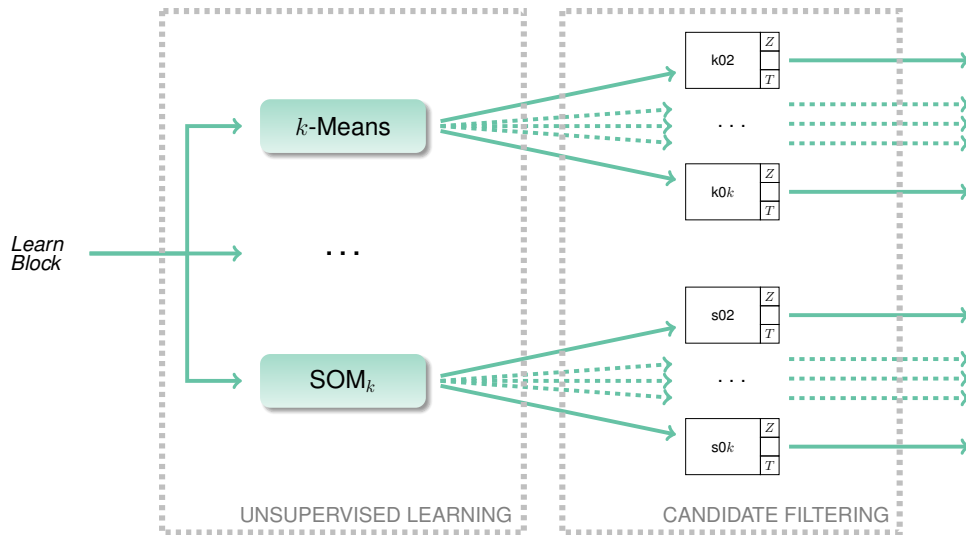 Z
k02
T
k-Means
. . .
Z
k0k
T
Learn
Block
. . .
Z
s02
T
SOMₖ
. . .
Z
s0k
T
UNSUPERVISED LEARNING
CANDIDATE FILTERING